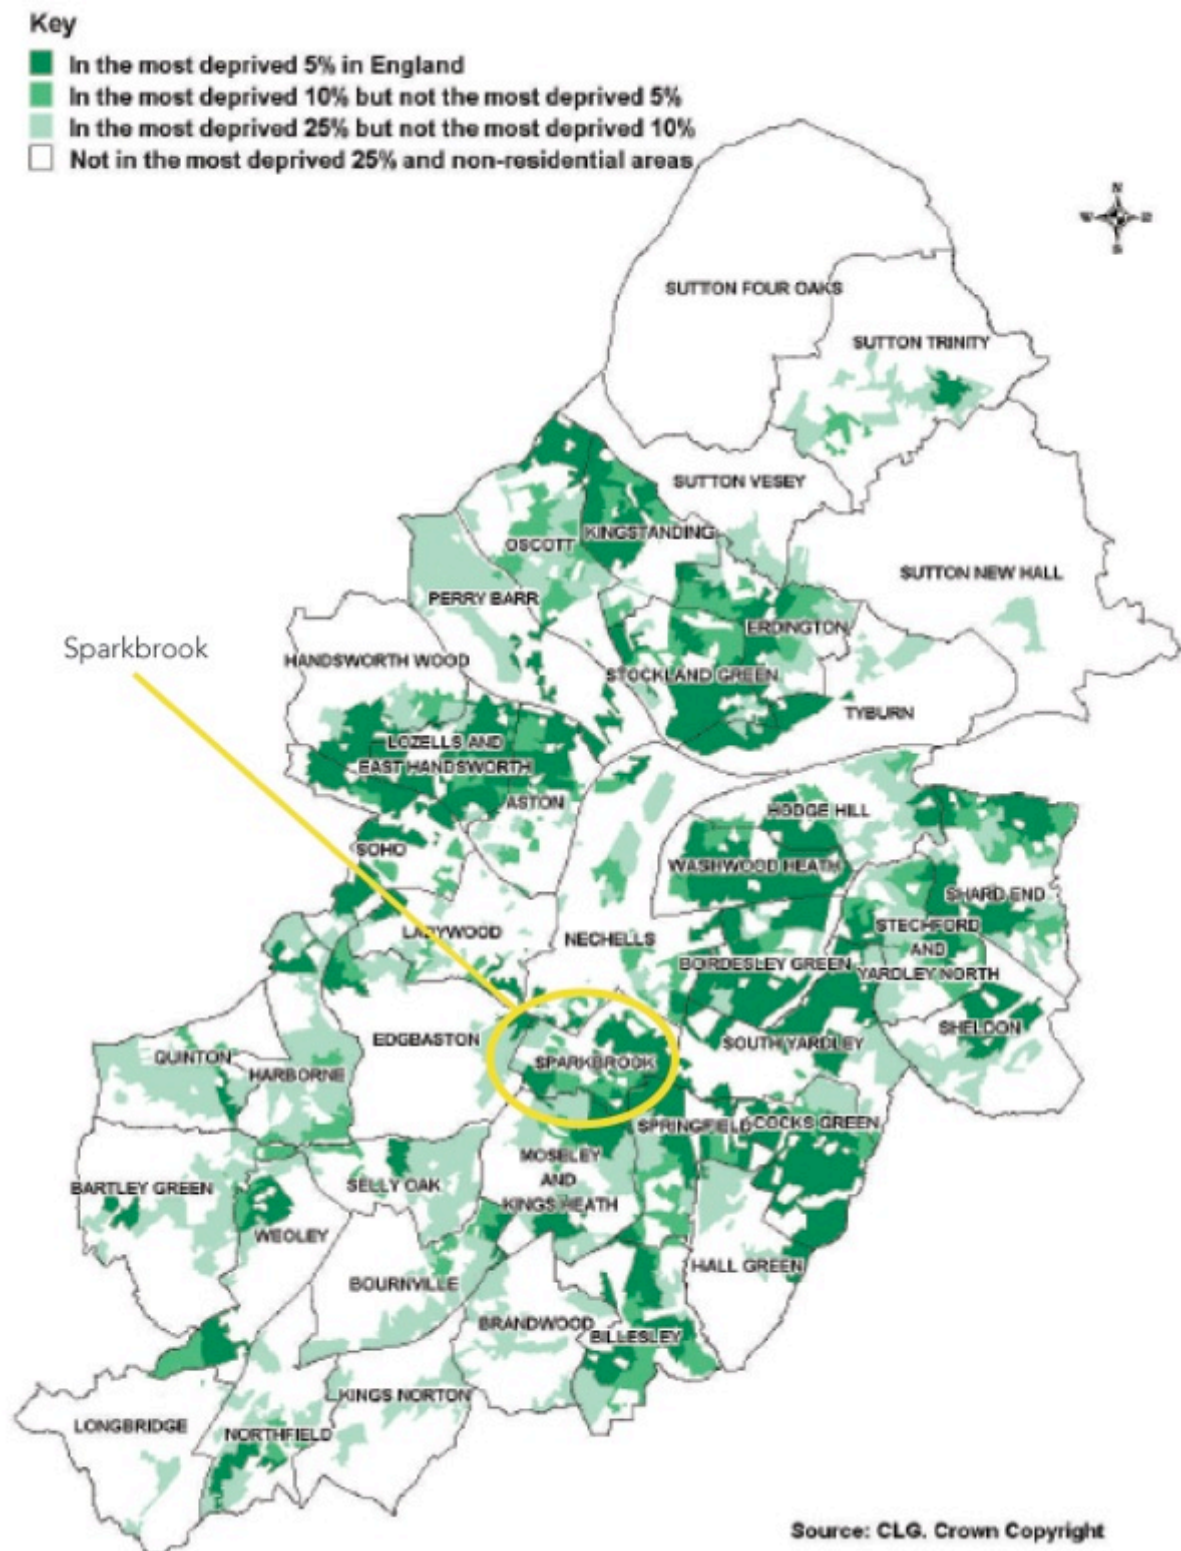 Key
In the most deprived 5% in England
In the most deprived 10% but not the most deprived 5%
In the most deprived 25% but not the most deprived 10%
Not in the most deprived 25% and non-residential areas
N
W E
S
SUTTON FOUR OAKS
SUTTON TRINITY
SUTTON VESEY
KINGSTANDING
OSCOTT
SUTTON NEW HALL
PERRY BARR
ERDINGTON
Sparkbrook
HANDSWORTH WOOD
STOCKLAND GREEN
TYBURN
LOZELLS AND
EAST HANDSWORTH
ASTON
HODGE HILL
SOHO
WASHWOOD HEATH
SHARD END
STECHFORD
AND
YARDLEY NORTH
LADYWOOD
NECHELLS
BORDESLEY GREEN
SHELDON
EDGBASTON
SOUTH YARDLEY
QUINTON
HARBORNE
SPARKBROOK
SPRINGFIELD
COCKS GREEN
MOSELEY
AND
KINGS HEATH
BARTLEY GREEN
SELLY OAK
WEOLEY
HALL GREEN
BOURNVILLE
BRANDWOOD
BILLESLEY
KINGS NORTON
LONGBRIDGE
NORTHFIELD
Source: CLG. Crown Copyright